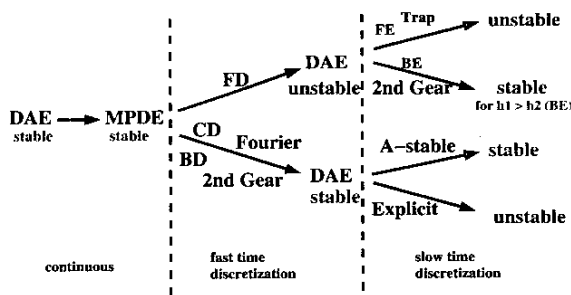 FE Trap unstable
DAE
unstable
FD
BE
2nd Gear
stable
for h1 > h2 (BE)
DAE
stable
MPDE
stable
CD
BD
Fourier
2nd Gear
DAE
stable
A-stable
stable
Explicit
unstable
continuous
fast time
discretization
slow time
discretization